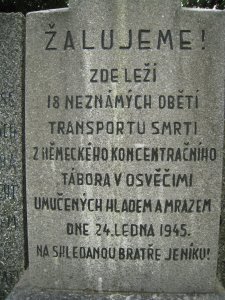 ŽALUJEME!
ZDE LEŽÍ
18 NEZNÁMÝCH OBĚTÍ
TRANSPORTU SMRTI
Z NĚMECKÉHO KONCENTRAČNÍHO
TÁBORA V OSVĚČIMI
UMUČENÝCH HLADEM A MRAZEM
DNE 24. LEDNA 1945.
NA SHLEDANOU BRATŘE JENÍKU!